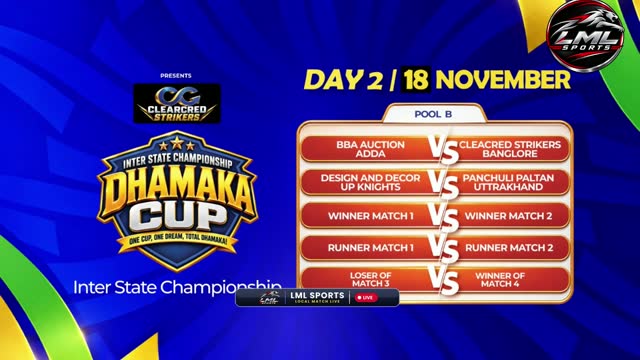 LML
SPORTS
PRESENTS
CG
CLEARCRED
STRIKERS
INTER STATE CHAMPIONSHIP
DHAMAKA
CUP
ONE CUP, ONE DREAM, TOTAL DHAMAKA!
Inter State Championship
DAY 2 / 18 NOVEMBER
POOL B
BBA AUCTION ADDA
VS
CLEACRED STRIKERS BANGLORE
DESIGN AND DECOR UP KNIGHTS
VS
PANCHULI PALTAN UTTRAKHAND
WINNER MATCH 1
VS
WINNER MATCH 2
RUNNER MATCH 1
VS
RUNNER MATCH 2
LOSER OF MATCH 3
VS
WINNER OF MATCH 4
LML
LML SPORTS
LOCAL MATCH LIVE
LIVE